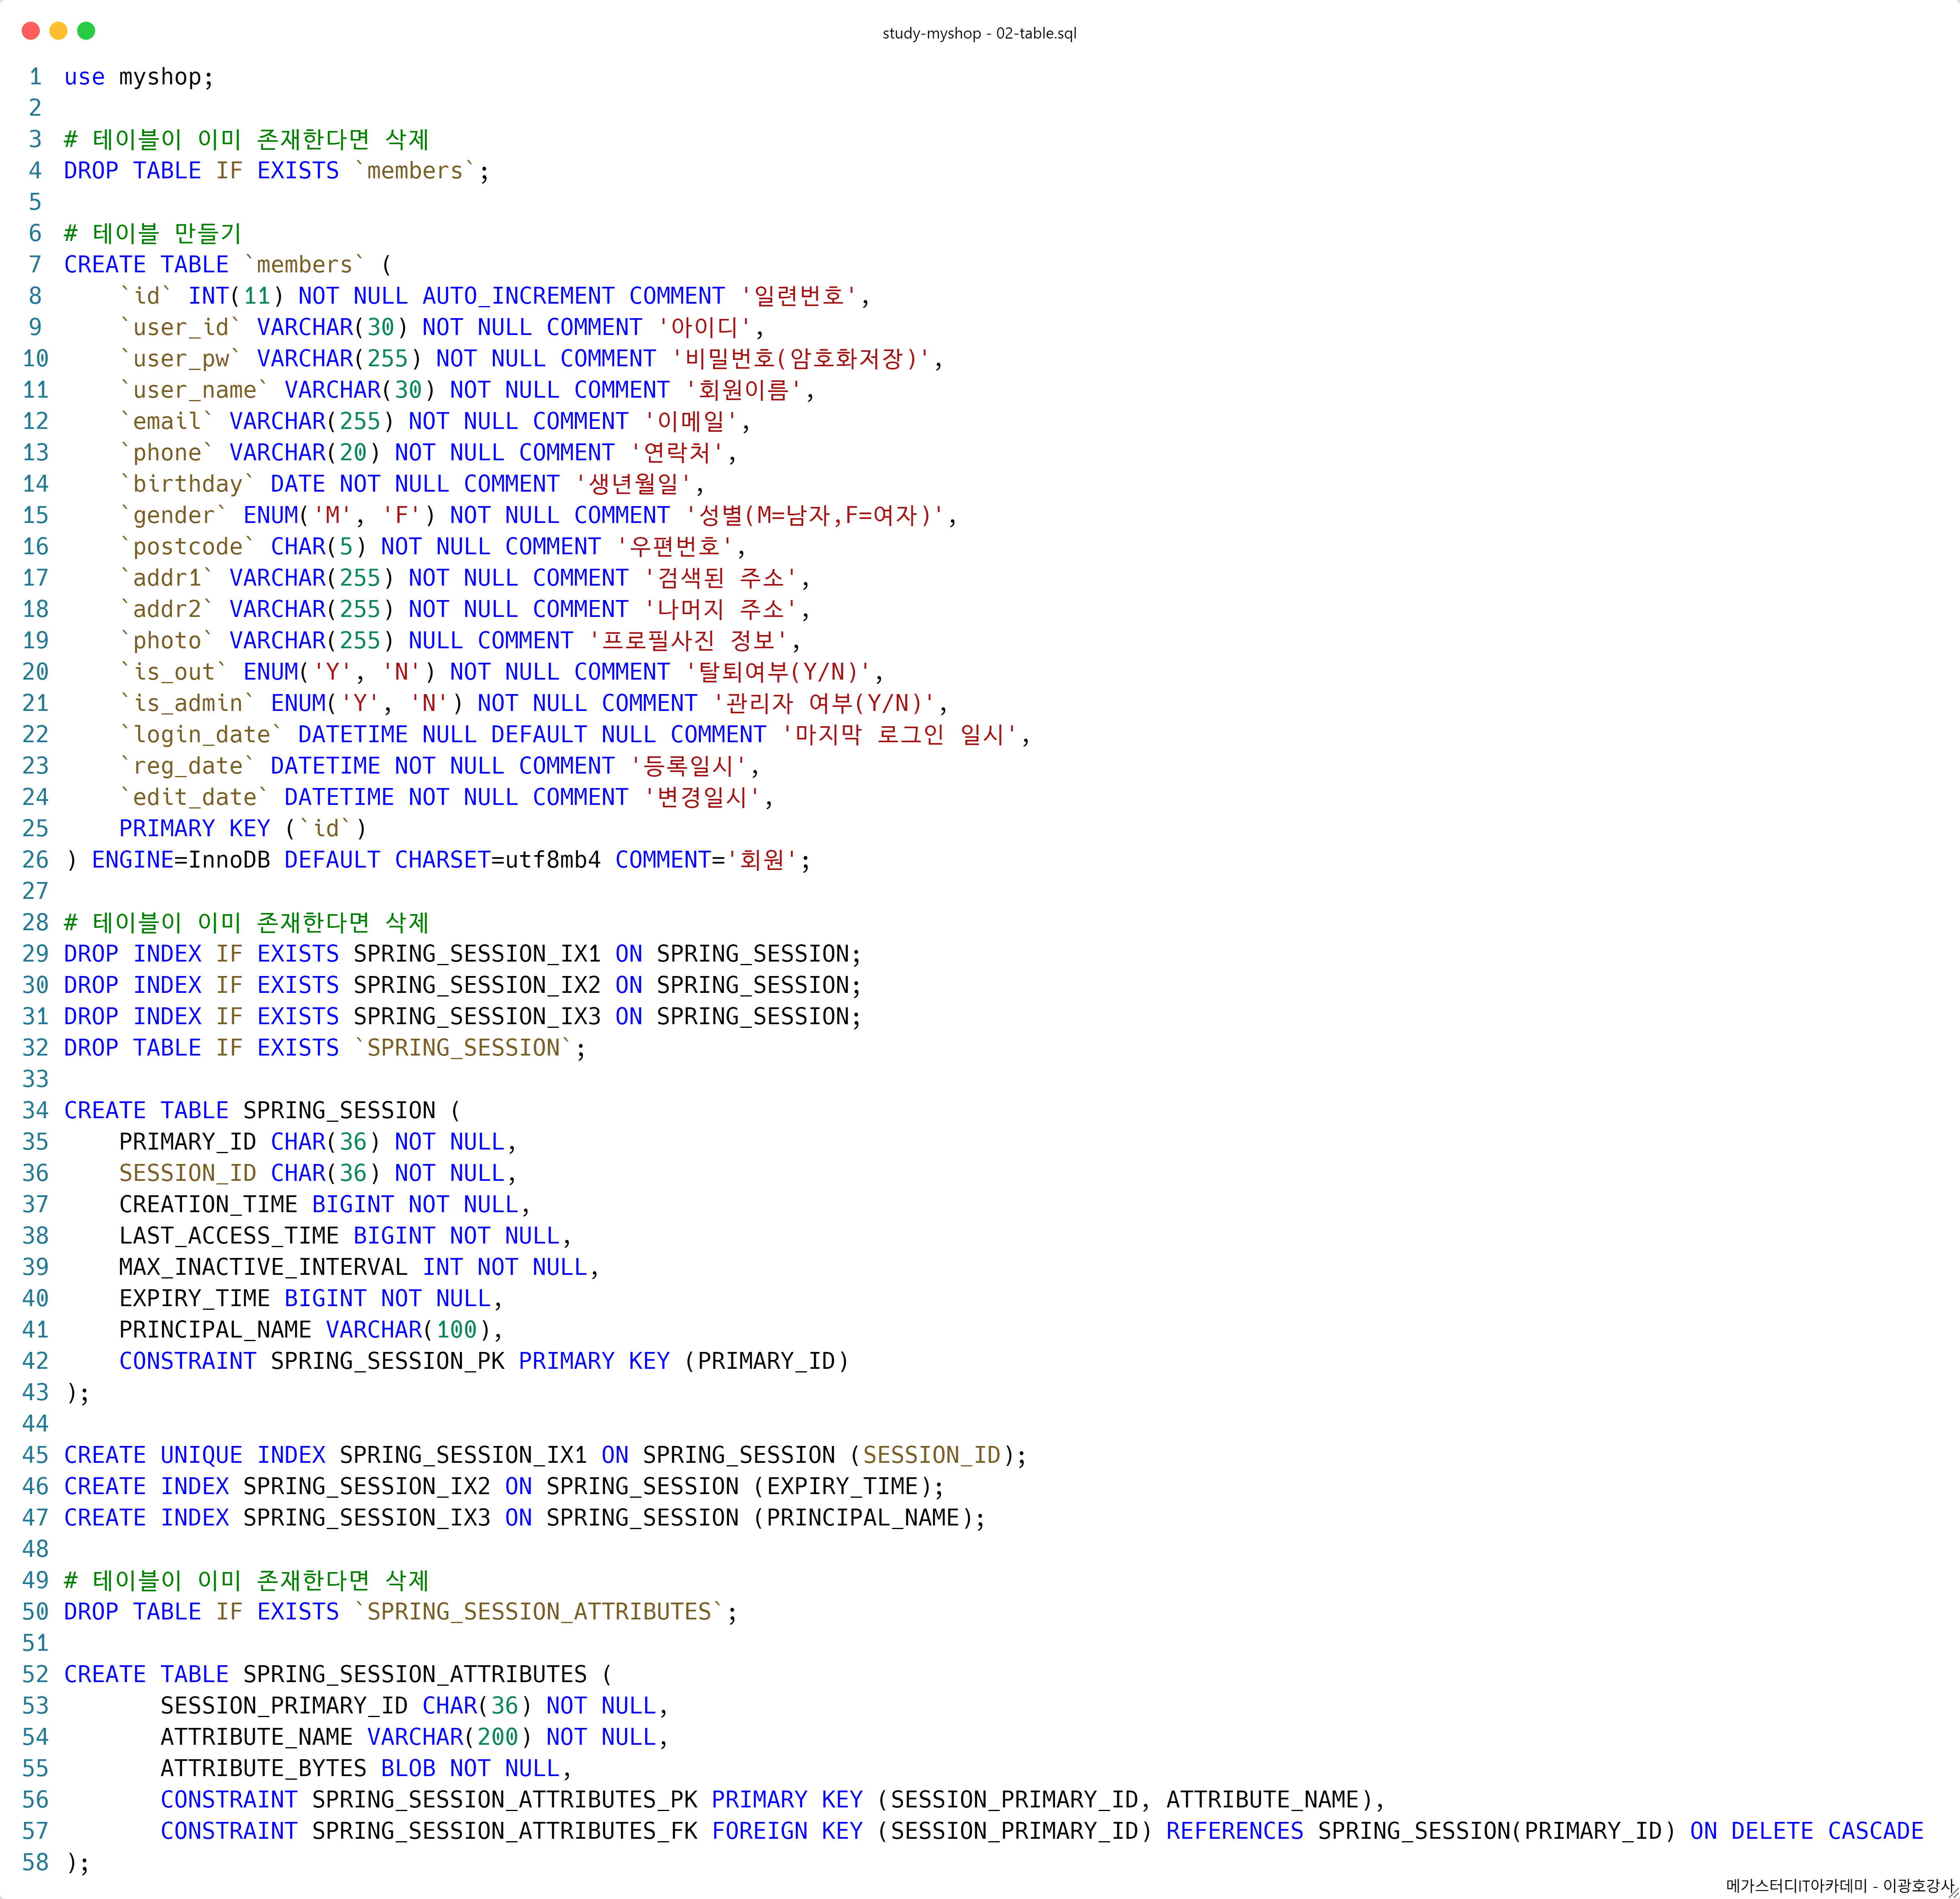 study-myshop - 02-table.sql
1 use myshop;
2
3 # 테이블이 이미 존재한다면 삭제
4 DROP TABLE IF EXISTS `members`;
5
6 # 테이블 만들기
7 CREATE TABLE `members` (
8     `id` INT(11) NOT NULL AUTO_INCREMENT COMMENT '일련번호',
9     `user_id` VARCHAR(30) NOT NULL COMMENT '아이디',
10     `user_pw` VARCHAR(255) NOT NULL COMMENT '비밀번호(암호화저장)',
11     `user_name` VARCHAR(30) NOT NULL COMMENT '회원이름',
12     `email` VARCHAR(255) NOT NULL COMMENT '이메일',
13     `phone` VARCHAR(20) NOT NULL COMMENT '연락처',
14     `birthday` DATE NOT NULL COMMENT '생년월일',
15     `gender` ENUM('M', 'F') NOT NULL COMMENT '성별(M=남자,F=여자)',
16     `postcode` CHAR(5) NOT NULL COMMENT '우편번호',
17     `addr1` VARCHAR(255) NOT NULL COMMENT '검색된 주소',
18     `addr2` VARCHAR(255) NOT NULL COMMENT '나머지 주소',
19     `photo` VARCHAR(255) NULL COMMENT '프로필사진 정보',
20     `is_out` ENUM('Y', 'N') NOT NULL COMMENT '탈퇴여부(Y/N)',
21     `is_admin` ENUM('Y', 'N') NOT NULL COMMENT '관리자 여부(Y/N)',
22     `login_date` DATETIME NULL DEFAULT NULL COMMENT '마지막 로그인 일시',
23     `reg_date` DATETIME NOT NULL COMMENT '등록일시',
24     `edit_date` DATETIME NOT NULL COMMENT '변경일시',
25     PRIMARY KEY (`id`)
26 ) ENGINE=InnoDB DEFAULT CHARSET=utf8mb4 COMMENT='회원';
27
28 # 테이블이 이미 존재한다면 삭제
29 DROP INDEX IF EXISTS SPRING_SESSION_IX1 ON SPRING_SESSION;
30 DROP INDEX IF EXISTS SPRING_SESSION_IX2 ON SPRING_SESSION;
31 DROP INDEX IF EXISTS SPRING_SESSION_IX3 ON SPRING_SESSION;
32 DROP TABLE IF EXISTS `SPRING_SESSION`;
33
34 CREATE TABLE SPRING_SESSION (
35     PRIMARY_ID CHAR(36) NOT NULL,
36     SESSION_ID CHAR(36) NOT NULL,
37     CREATION_TIME BIGINT NOT NULL,
38     LAST_ACCESS_TIME BIGINT NOT NULL,
39     MAX_INACTIVE_INTERVAL INT NOT NULL,
40     EXPIRY_TIME BIGINT NOT NULL,
41     PRINCIPAL_NAME VARCHAR(100),
42     CONSTRAINT SPRING_SESSION_PK PRIMARY KEY (PRIMARY_ID)
43 );
44
45 CREATE UNIQUE INDEX SPRING_SESSION_IX1 ON SPRING_SESSION (SESSION_ID);
46 CREATE INDEX SPRING_SESSION_IX2 ON SPRING_SESSION (EXPIRY_TIME);
47 CREATE INDEX SPRING_SESSION_IX3 ON SPRING_SESSION (PRINCIPAL_NAME);
48
49 # 테이블이 이미 존재한다면 삭제
50 DROP TABLE IF EXISTS `SPRING_SESSION_ATTRIBUTES`;
51
52 CREATE TABLE SPRING_SESSION_ATTRIBUTES (
53        SESSION_PRIMARY_ID CHAR(36) NOT NULL,
54        ATTRIBUTE_NAME VARCHAR(200) NOT NULL,
55        ATTRIBUTE_BYTES BLOB NOT NULL,
56        CONSTRAINT SPRING_SESSION_ATTRIBUTES_PK PRIMARY KEY (SESSION_PRIMARY_ID, ATTRIBUTE_NAME),
57        CONSTRAINT SPRING_SESSION_ATTRIBUTES_FK FOREIGN KEY (SESSION_PRIMARY_ID) REFERENCES SPRING_SESSION(PRIMARY_ID) ON DELETE CASCADE
58 );
메가스터디IT아카데미 - 이광호강사